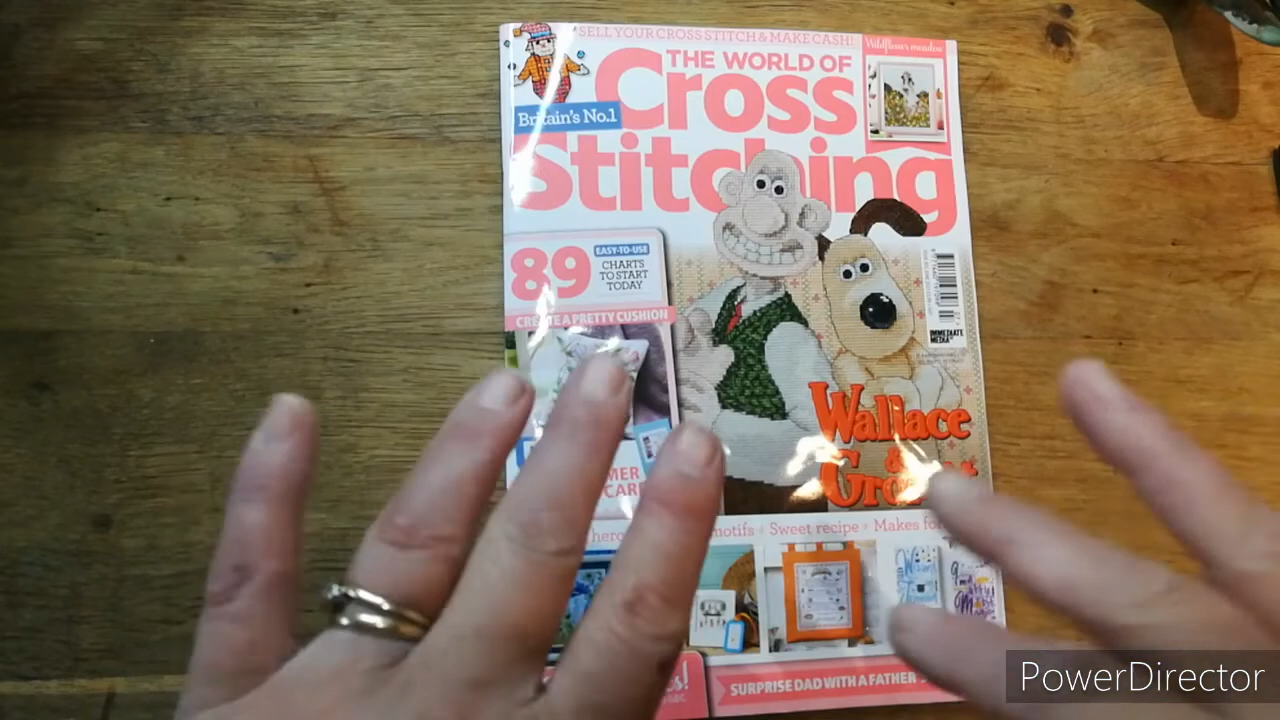 SELL YOUR CROSS STITCH & MAKE CASH!
Wildflower meadow
THE WORLD OF
Cross
Britain's No.1
Stitching
89
EASY-TO-USE
CHARTS
TO START
TODAY
CREATE A PRETTY CUSHION
IMMEDIATE
MEDIA
Wallace
&
motifs + Sweet recipe + Makes
SURPRISE DAD WITH A FATHER
PowerDirector